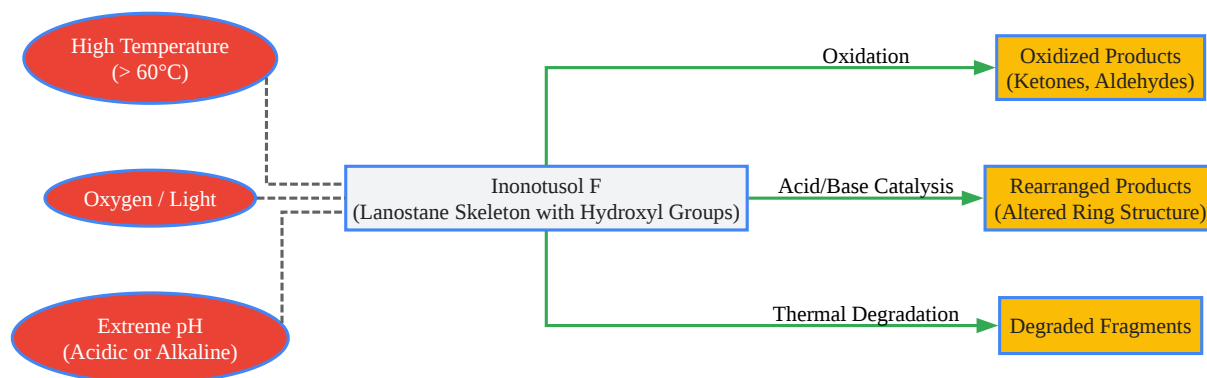 High Temperature
(> 60°C)
Oxygen / Light
Extreme pH
(Acidic or Alkaline)
Inonotusol F
(Lanostane Skeleton with Hydroxyl Groups)
Oxidation
Acid/Base Catalysis
Thermal Degradation
Oxidized Products
(Ketones, Aldehydes)
Rearranged Products
(Altered Ring Structure)
Degraded Fragments